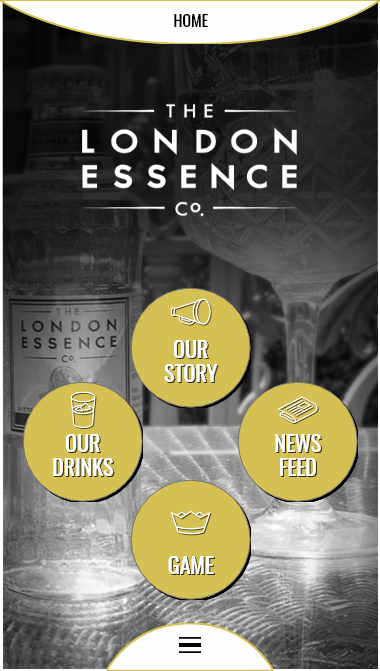 HOME
THE
LONDON
ESSENCE
Co.
THE
LONDON
ESSENCE
Co.
OUR
STORY
OUR
DRINKS
NEWS
FEED
GAME